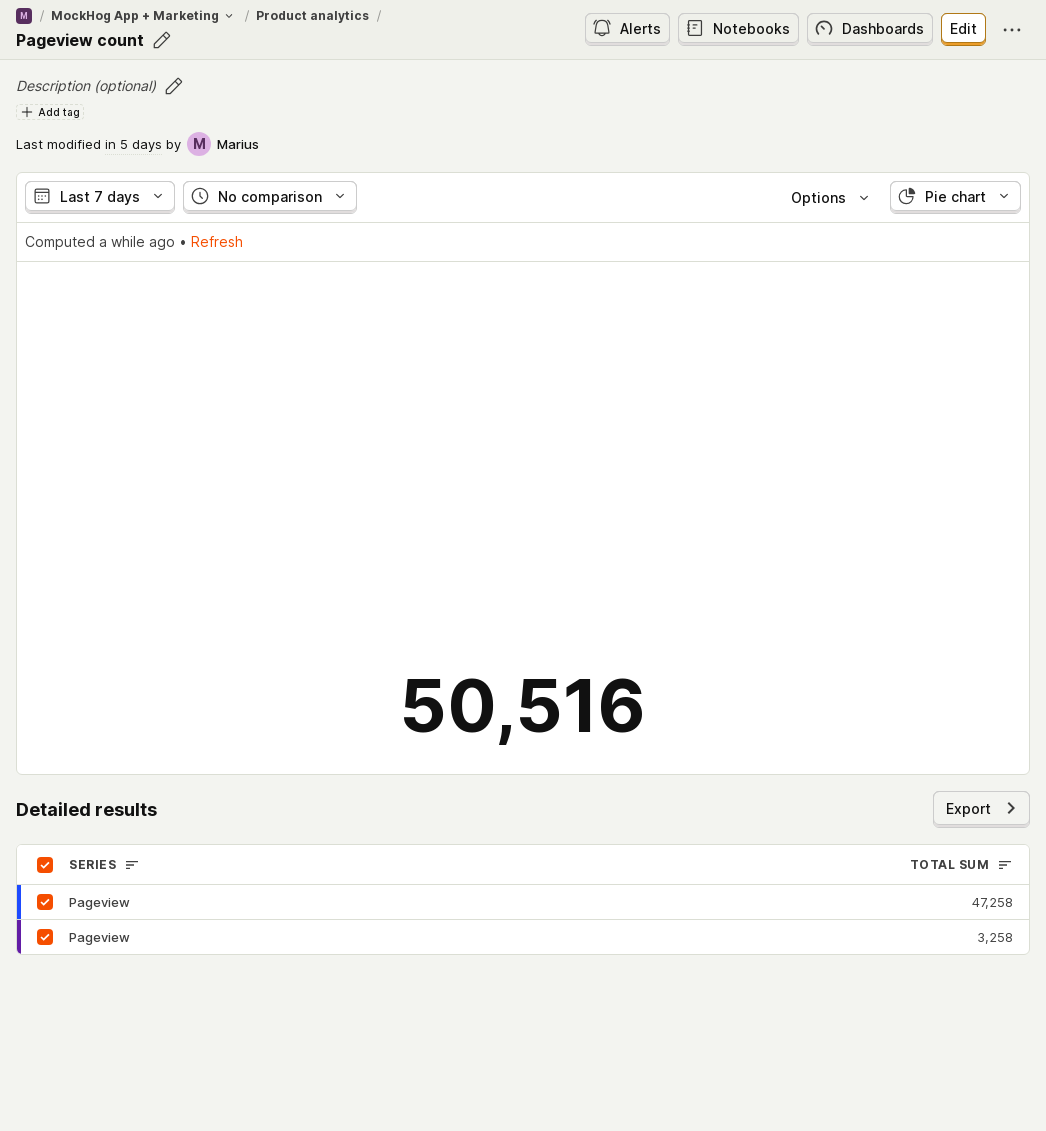 M / MockHog App + Marketing / Product analytics /
Pageview count
Alerts
Notebooks
Dashboards
Edit
Description (optional)
Add tag
Last modified in 5 days by M Marius
Last 7 days
No comparison
Options
Pie chart
Computed a while ago • Refresh
50,516
Detailed results
Export
SERIES TOTAL SUM
Pageview 47,258
Pageview 3,258